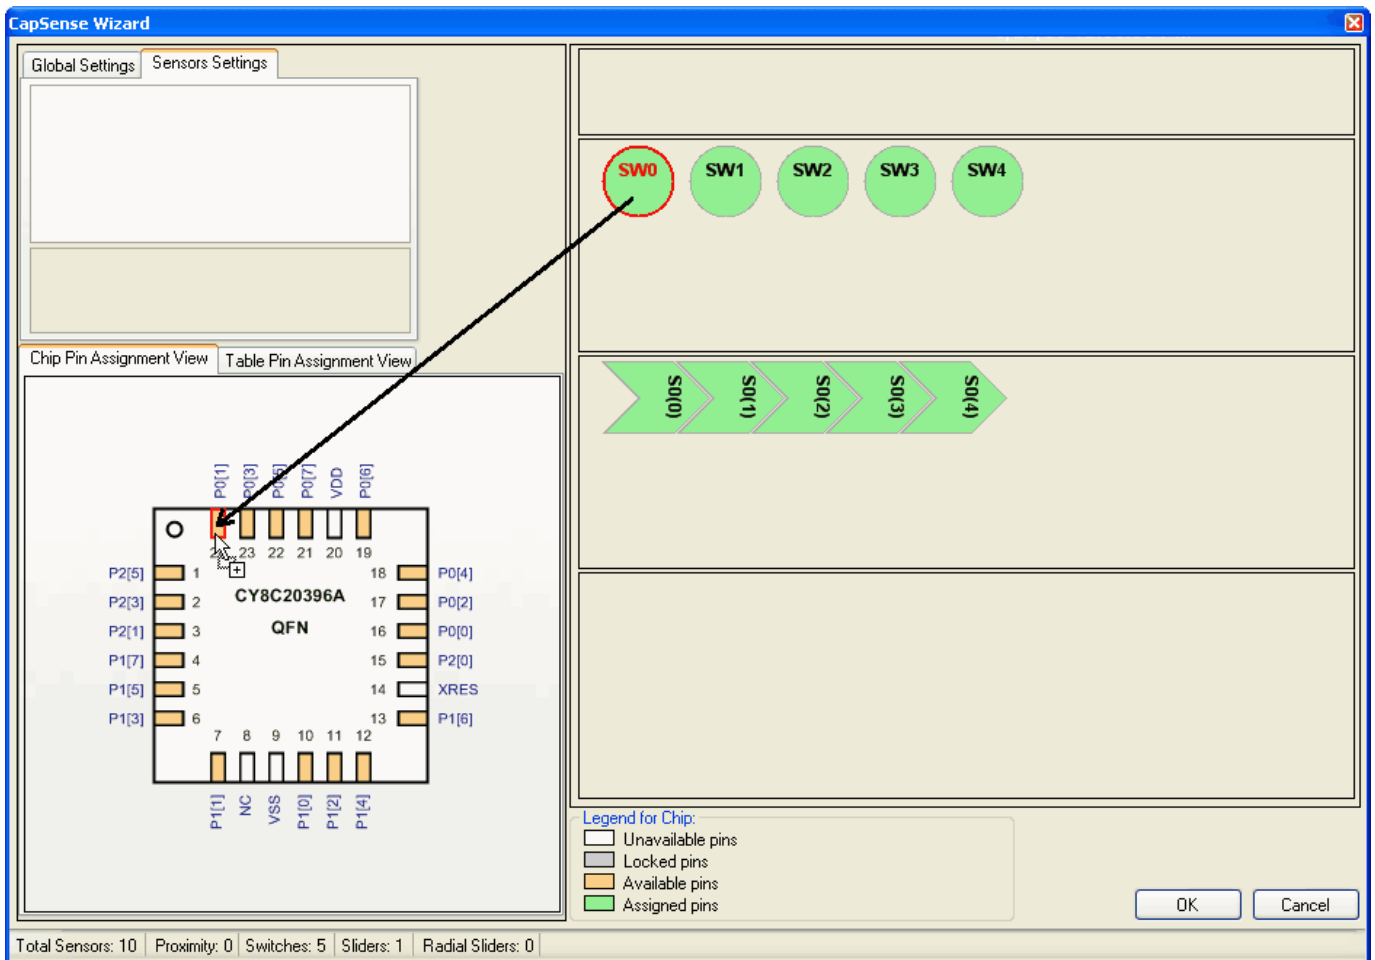 CapSense Wizard
Global Settings
Sensors Settings
SW0 SW1 SW2 SW3 SW4
Chip Pin Assignment View
Table Pin Assignment View
S0(0) S0(1) S0(2) S0(3) S0(4)
P0[1] P0[3] P0[5] P0[7] VDD P0[6]
23 22 21 20 19
P2[5] 1 18 P0[4]
CY8C20396A
P2[3] 2 17 P0[2]
QFN
P2[1] 3 16 P0[0]
P1[7] 4 15 P2[0]
P1[5] 5 14 XRES
P1[3] 6 13 P1[6]
7 8 9 10 11 12
P1[1] NC VSS P1[0] P1[2] P1[4]
Legend for Chip:
Unavailable pins
Locked pins
Available pins
Assigned pins
OK Cancel
Total Sensors: 10 Proximity: 0 Switches: 5 Sliders: 1 Radial Sliders: 0